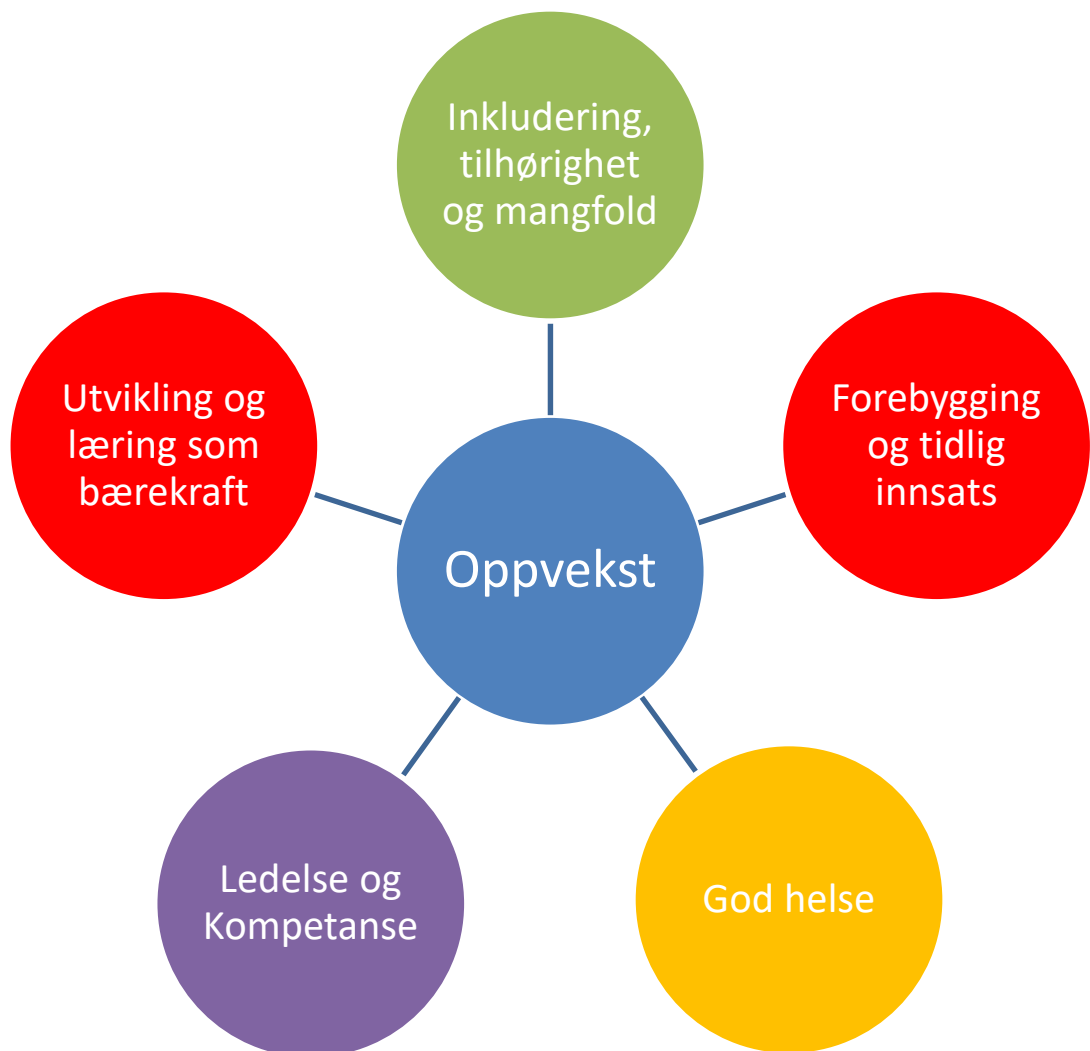 Inkludering,
tilhørighet
og mangfold
Utvikling og
læring som
bærekraft
Forebygging
og tidlig
innsats
Oppvekst
Ledelse og
Kompetanse
God helse